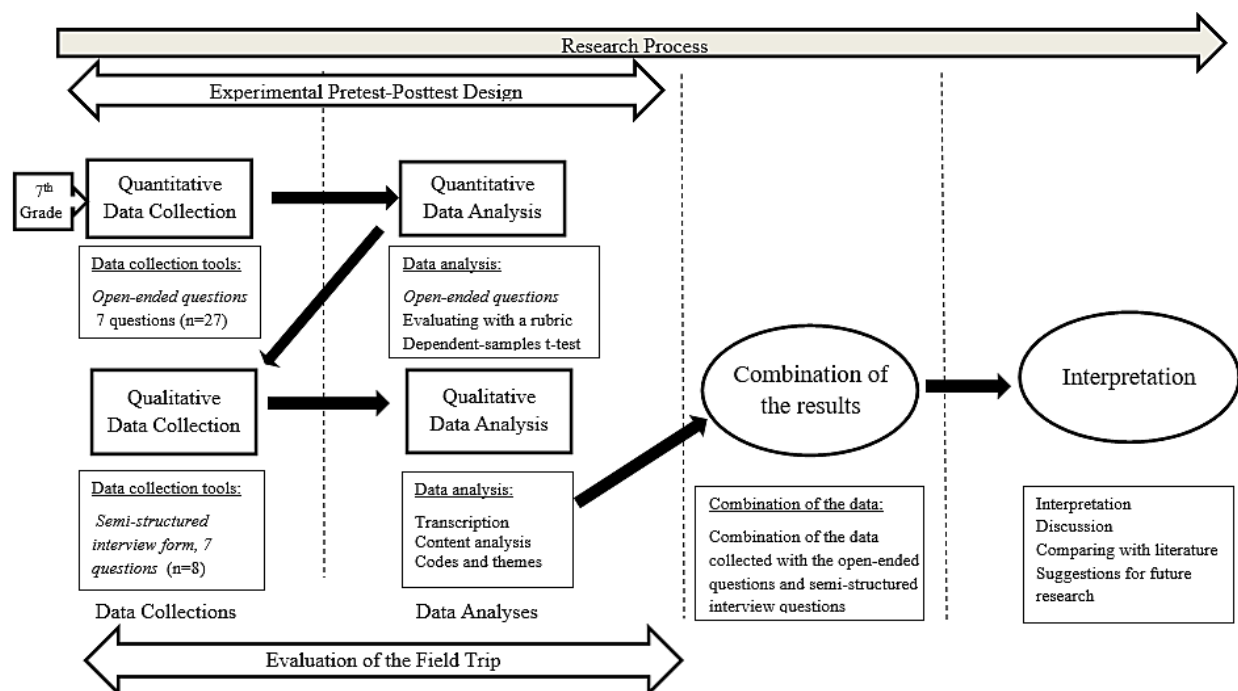 Research Process
Experimental Pretest-Posttest Design
7th
Grade
Quantitative
Data Collection
Quantitative
Data Analysis
Data collection tools:
Open-ended questions
7 questions (n=27)
Data analysis:
Open-ended questions
Evaluating with a rubric
Dependent-samples t-test
Qualitative
Data Collection
Qualitative
Data Analysis
Combination of
the results
Interpretation
Data collection tools:
Semi-structured
interview form, 7
questions (n=8)
Data analysis:
Transcription
Content analysis
Codes and themes
Combination of the data:
Combination of the data
collected with the open-ended
questions and semi-structured
interview questions
Interpretation
Discussion
Comparing with literature
Suggestions for future
research
Data Collections
Data Analyses
Evaluation of the Field Trip